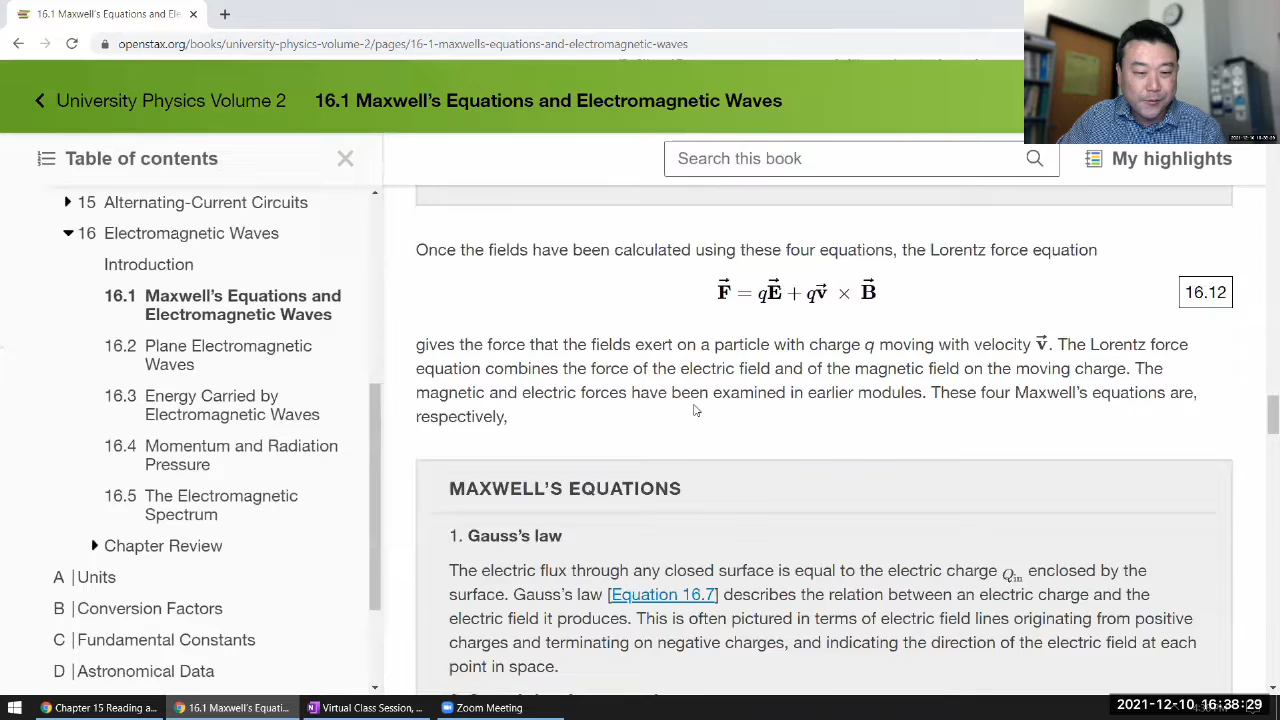 16.1 Maxwell's Equations and Ele
openstax.org/books/university-physics-volume-2/pages/16-1-maxwells-equations-and-electromagnetic-waves
University Physics Volume 2
16.1 Maxwell's Equations and Electromagnetic Waves
Table of contents
Search this book
My highlights
15 Alternating-Current Circuits
16 Electromagnetic Waves
Introduction
16.1 Maxwell's Equations and
Electromagnetic Waves
16.2 Plane Electromagnetic
Waves
16.3 Energy Carried by
Electromagnetic Waves
16.4 Momentum and Radiation
Pressure
16.5 The Electromagnetic
Spectrum
Chapter Review
A |Units
B |Conversion Factors
C |Fundamental Constants
D |Astronomical Data
Once the fields have been calculated using these four equations, the Lorentz force equation
F⃗ = qE⃗ + qv⃗ × B⃗
16.12
gives the force that the fields exert on a particle with charge q moving with velocity v⃗. The Lorentz force
equation combines the force of the electric field and of the magnetic field on the moving charge. The
magnetic and electric forces have been examined in earlier modules. These four Maxwell's equations are,
respectively,
MAXWELL'S EQUATIONS
1. Gauss's law
The electric flux through any closed surface is equal to the electric charge Qin enclosed by the
surface. Gauss's law [Equation 16.7] describes the relation between an electric charge and the
electric field it produces. This is often pictured in terms of electric field lines originating from positive
charges and terminating on negative charges, and indicating the direction of the electric field at each
point in space.
Chapter 15 Reading a...
16.1 Maxwell's Equati...
Virtual Class Session, ...
Zoom Meeting
2021-12-10 16:38:29